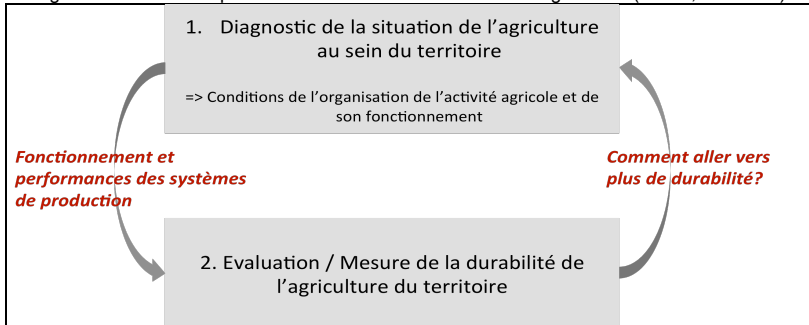 1. Diagnostic de la situation de l’agriculture
au sein du territoire
=> Conditions de l’organisation de l’activité agricole et de
son fonctionnement
Fonctionnement et
performances des systèmes
de production
Comment aller vers
plus de durabilité?
2. Evaluation / Mesure de la durabilité de
l’agriculture du territoire